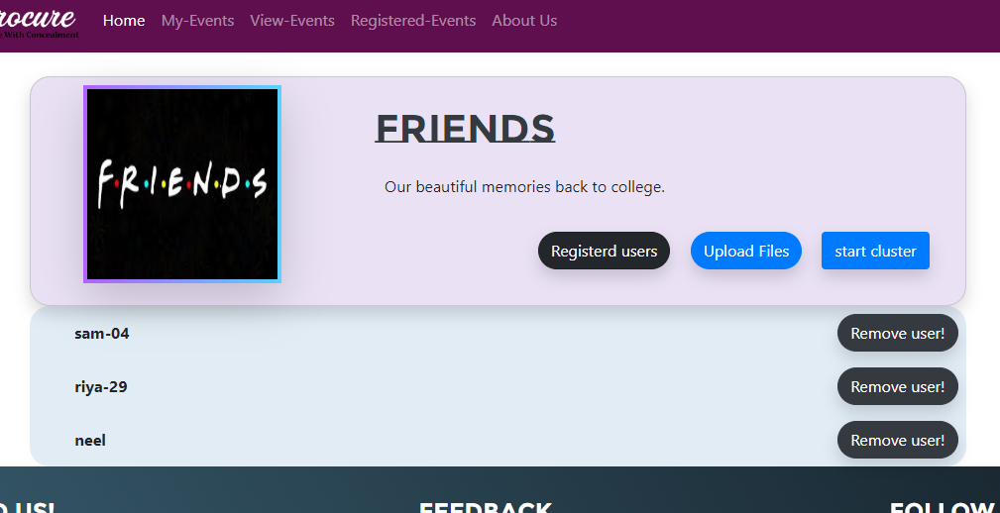 rocure
e With Concealment
Home My-Events View-Events Registered-Events About Us
F·R·I·E·N·D·S
FRIENDS
Our beautiful memories back to college.
Registerd users Upload Files start cluster
sam-04 Remove user!
riya-29 Remove user!
neel Remove user!
D US! FEEDBACK FOLLOW